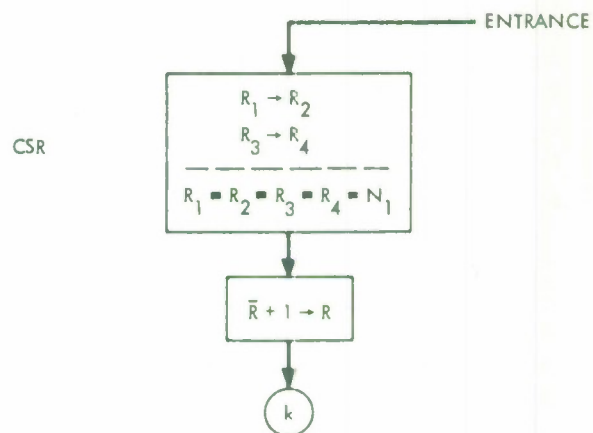 ENTRANCE
R₁ → R₂
R₃ → R₄
CSR
R₁ = R₂ = R₃ = R₄ = N₁
R̄ + 1 → R
k